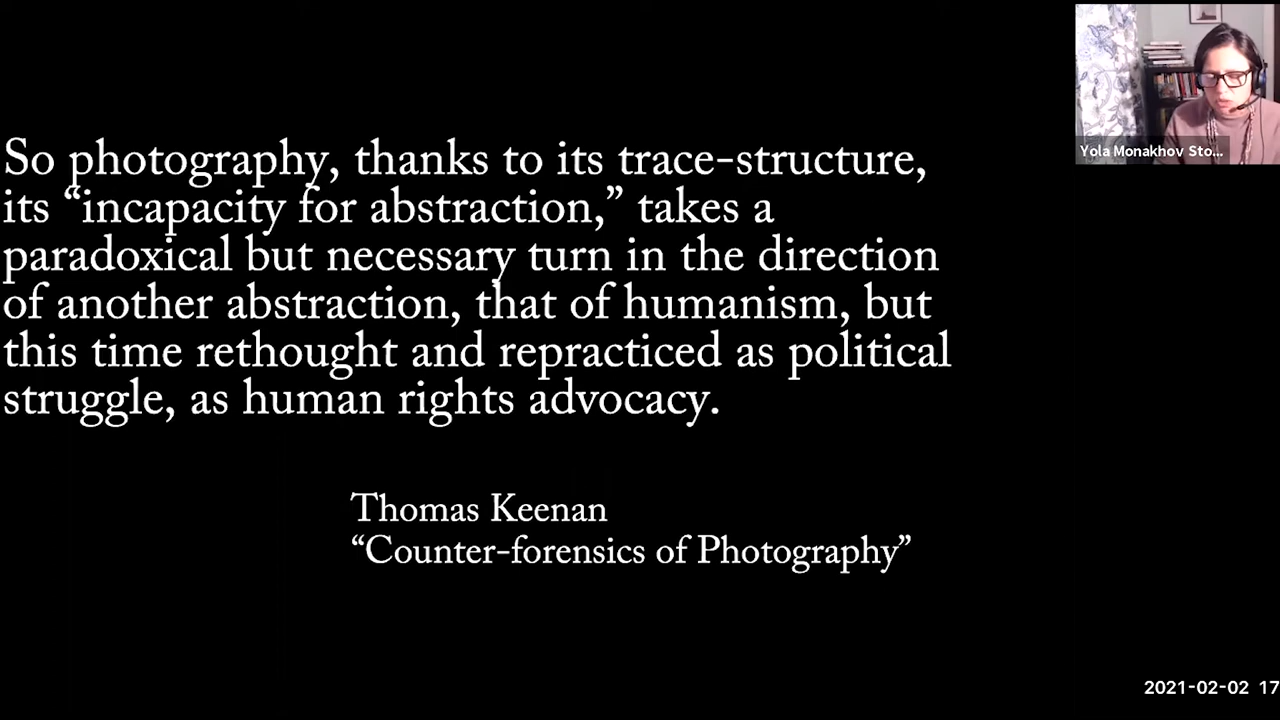 So photography, thanks to its trace-structure,
its “incapacity for abstraction,” takes a
paradoxical but necessary turn in the direction
of another abstraction, that of humanism, but
this time rethought and repracticed as political
struggle, as human rights advocacy.
Thomas Keenan
“Counter-forensics of Photography”
Yola Monakhov Sto...
2021-02-02 17